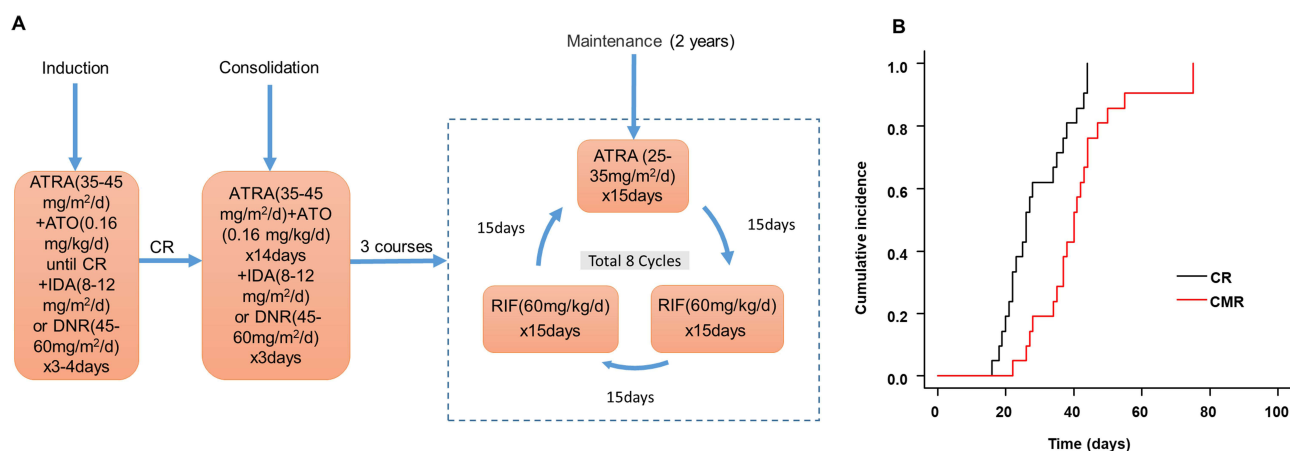 A
Induction
Consolidation
Maintenance (2 years)
ATRA(35-45
mg/m²/d)
+ATO(0.16
mg/kg/d)
until CR
+IDA(8-12
mg/m²/d)
or DNR(45-
60mg/m²/d)
x3-4days
CR
ATRA(35-45
mg/m²/d)+ATO
(0.16 mg/kg/d)
x14days
+IDA(8-12
mg/m²/d)
or DNR(45-
60mg/m²/d)
x3days
3 courses
ATRA (25-
35mg/m²/d)
x15days
15days
15days
Total 8 Cycles
RIF(60mg/kg/d)
x15days
RIF(60mg/kg/d)
x15days
15days
B
Cumulative incidence
1.0
0.8
0.6
0.4
0.2
0.0
CR
CMR
0 20 40 60 80 100
Time (days)